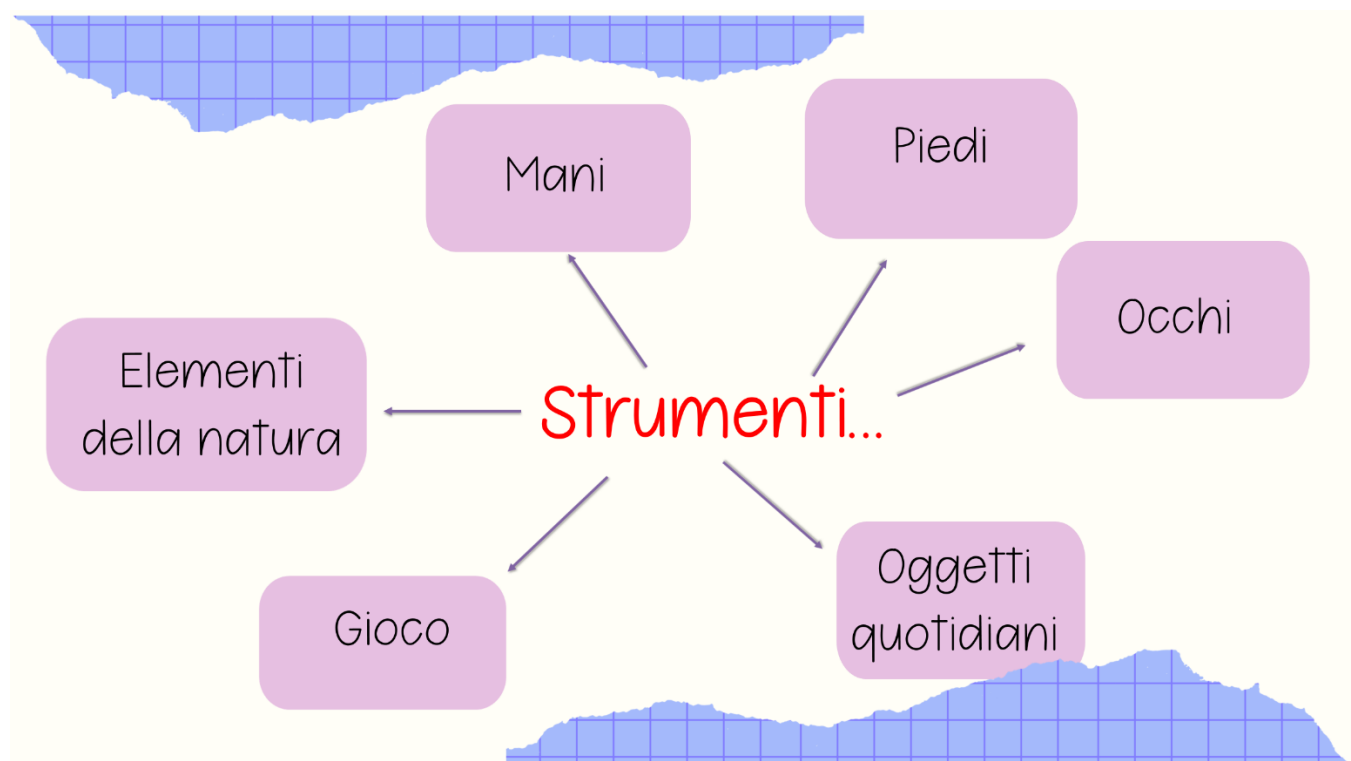 Mani
Piedi
Occhi
Elementi
della natura
Strumenti...
Gioco
Oggetti
quotidiani